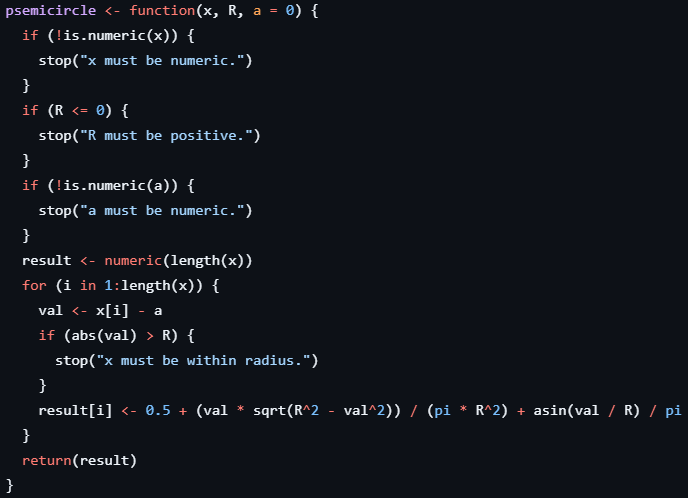 psemicircle <- function(x, R, a = 0) {
  if (!is.numeric(x)) {
    stop("x must be numeric.")
  }
  if (R <= 0) {
    stop("R must be positive.")
  }
  if (!is.numeric(a)) {
    stop("a must be numeric.")
  }
  result <- numeric(length(x))
  for (i in 1:length(x)) {
    val <- x[i] - a
    if (abs(val) > R) {
      stop("x must be within radius.")
    }
    result[i] <- 0.5 + (val * sqrt(R^2 - val^2)) / (pi * R^2) + asin(val / R) / pi
  }
  return(result)
}